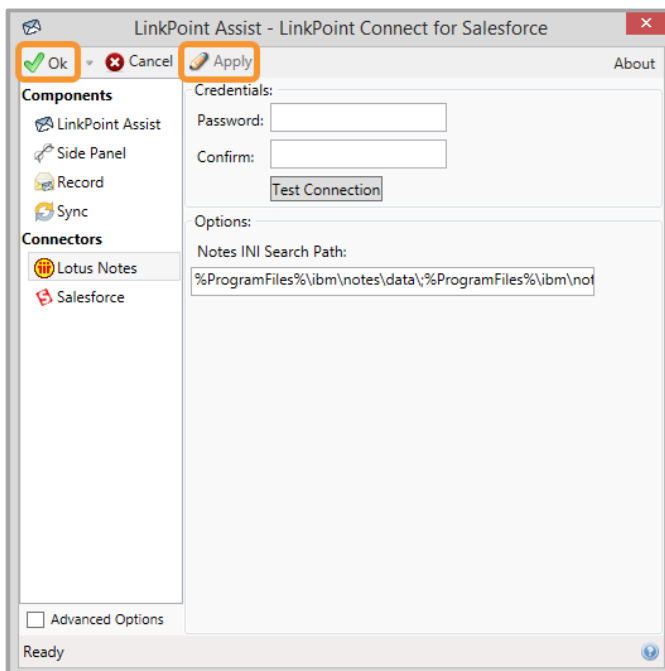 LinkPoint Assist - LinkPoint Connect for Salesforce
Ok Cancel Apply About
Components
LinkPoint Assist
Side Panel
Record
Sync
Connectors
Lotus Notes
Salesforce
Credentials:
Password:
Confirm:
Test Connection
Options:
Notes INI Search Path:
%ProgramFiles%\ibm\notes\data\;%ProgramFiles%\ibm\not
Advanced Options
Ready